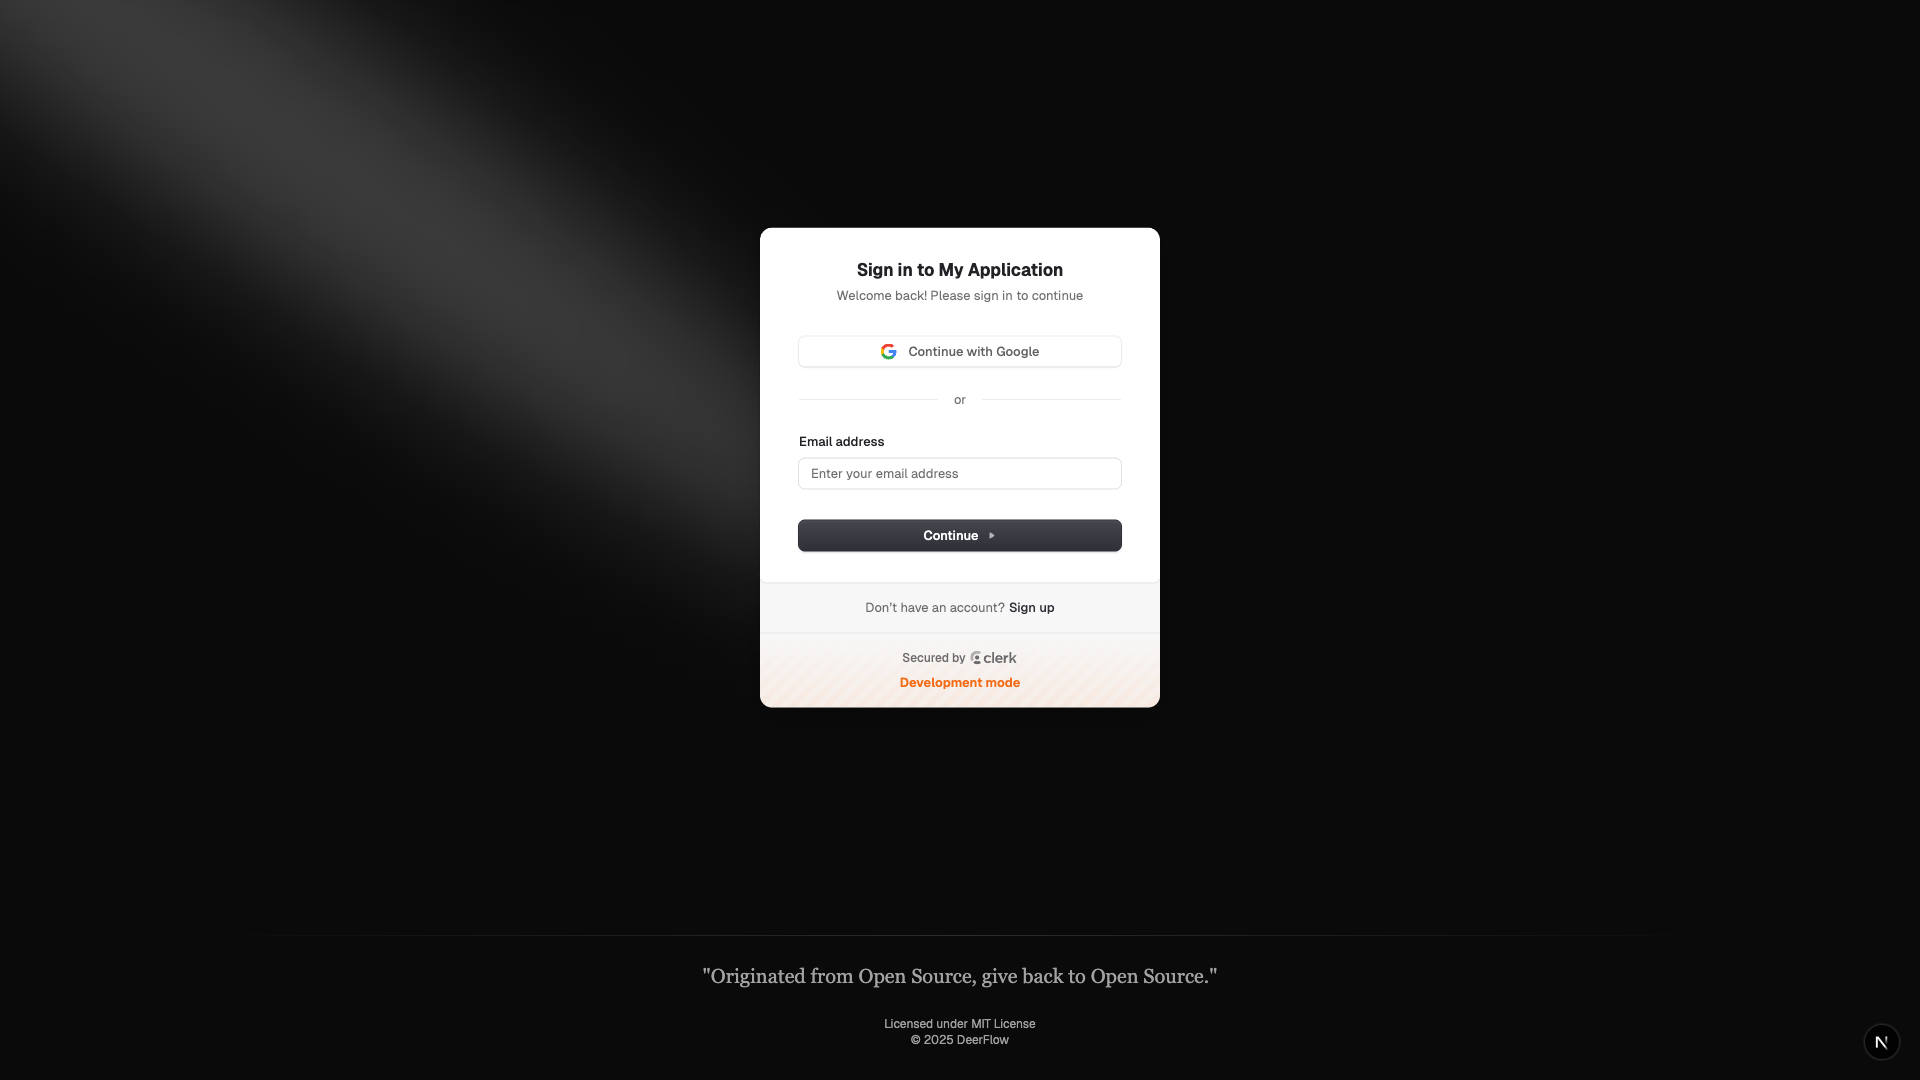 Sign in to My Application
Welcome back! Please sign in to continue
Continue with Google
or
Email address
Enter your email address
Continue
Don’t have an account? Sign up
Secured by clerk
Development mode
"Originated from Open Source, give back to Open Source."
Licensed under MIT License
© 2025 DeerFlow
N